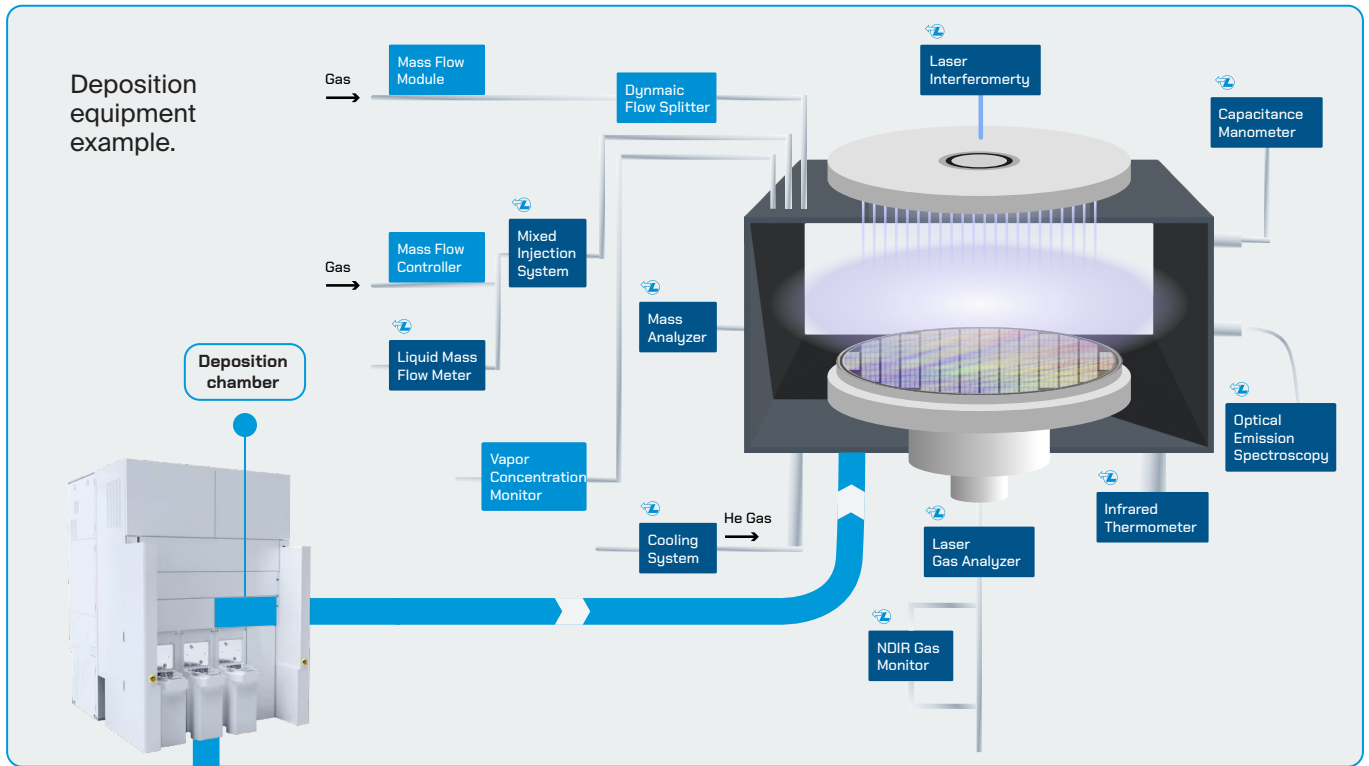 Deposition
equipment
example.
Gas
Mass Flow
Module
Dynmaic
Flow Splitter
Laser
Interferomerty
Capacitance
Manometer
Gas
Mass Flow
Controller
Mixed
Injection
System
Liquid Mass
Flow Meter
Mass
Analyzer
Deposition
chamber
Vapor
Concentration
Monitor
Optical
Emission
Spectroscopy
Cooling
System
He Gas
Infrared
Thermometer
Laser
Gas Analyzer
NDIR Gas
Monitor